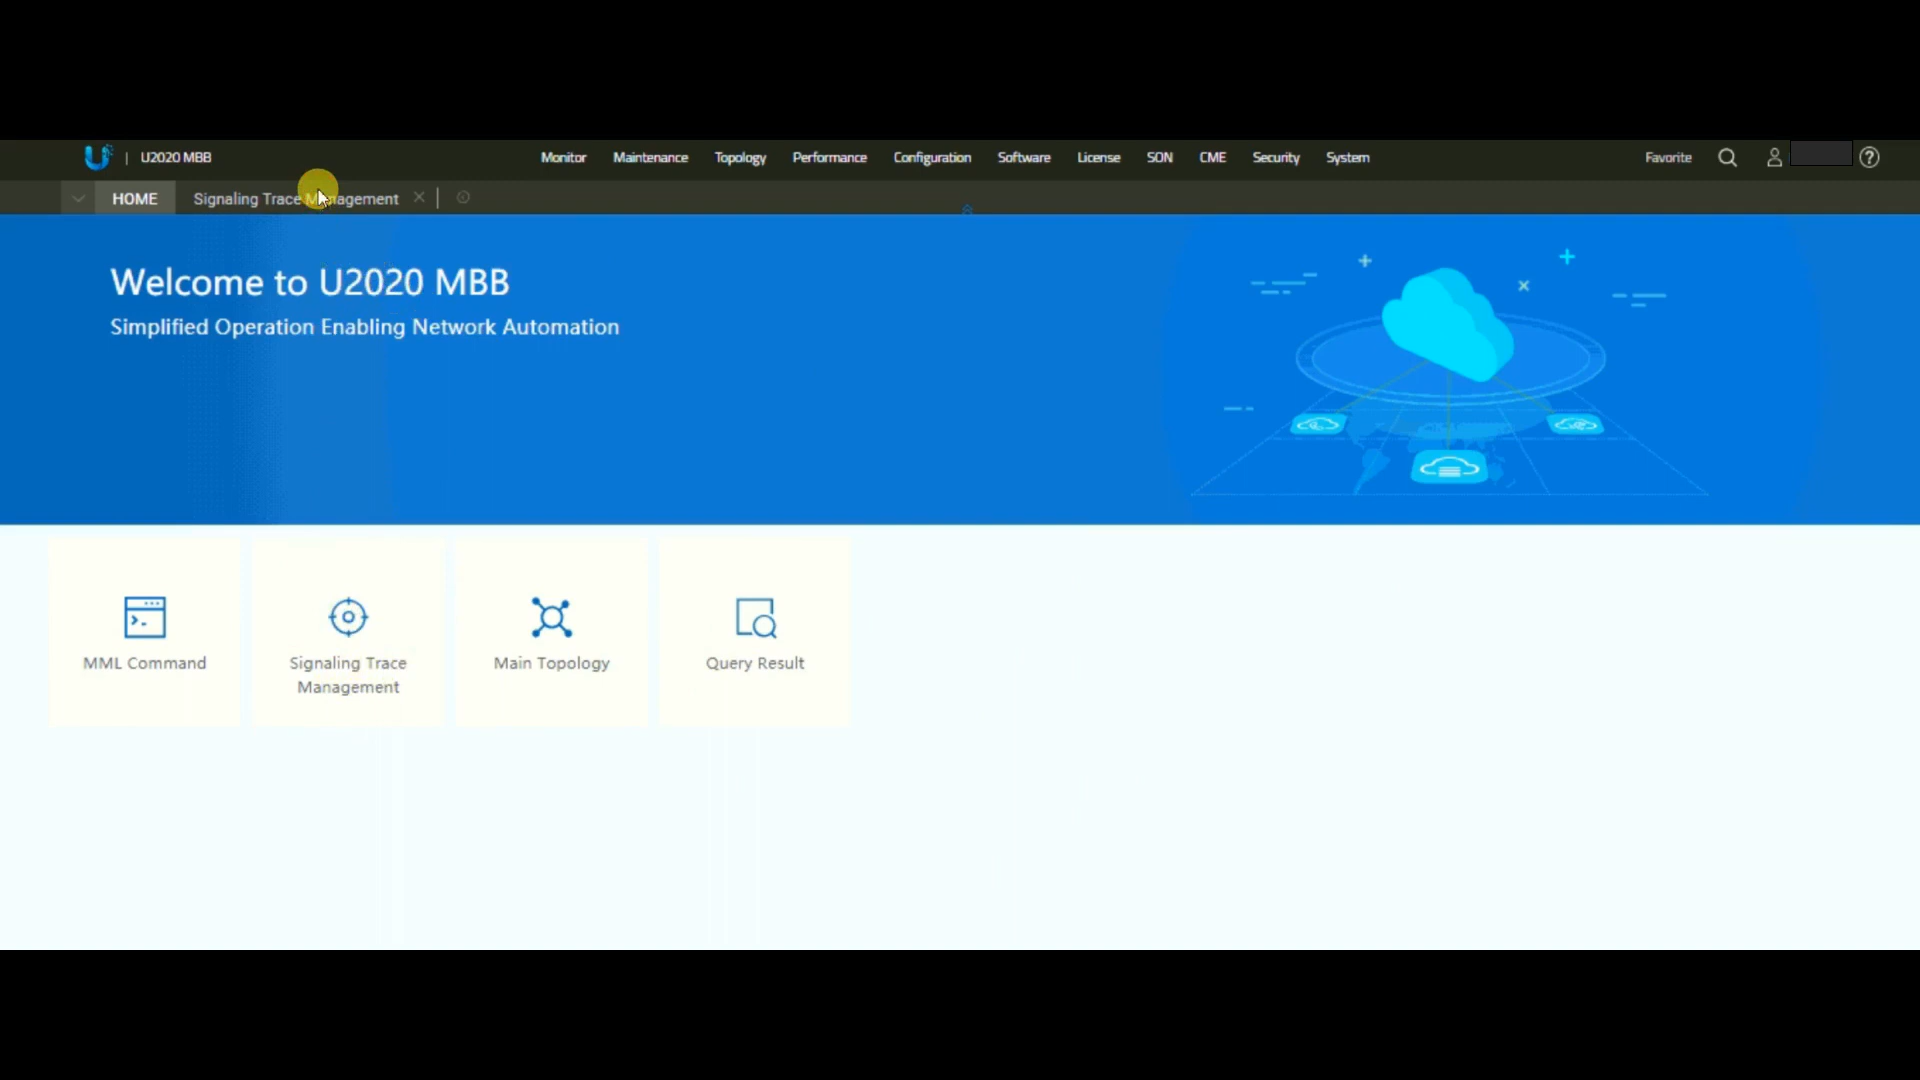 U2020 MBB
Monitor Maintenance Topology Performance Configuration Software License SON CME Security System
Favorite
HOME
Signaling Trace Management
Welcome to U2020 MBB
Simplified Operation Enabling Network Automation
MML Command
Signaling Trace
Management
Main Topology
Query Result